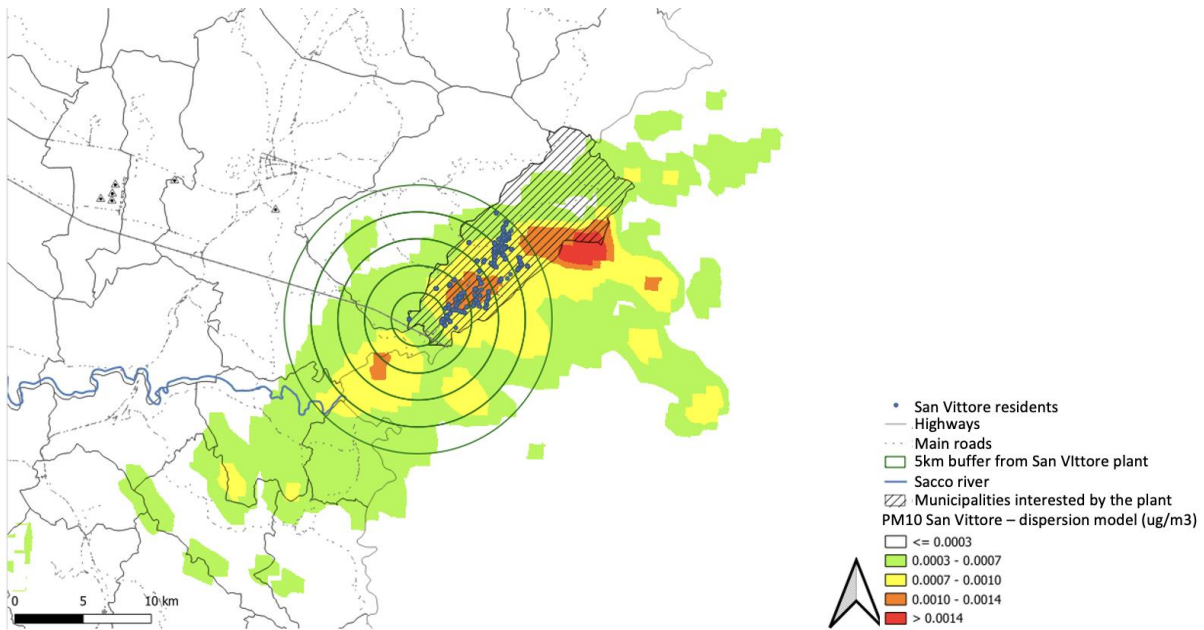 San Vittore residents
Highways
Main roads
5km buffer from San VIttore plant
Sacco river
Municipalities interested by the plant
PM10 San Vittore – dispersion model (ug/m3)
<= 0.0003
0.0003 - 0.0007
0.0007 - 0.0010
0.0010 - 0.0014
> 0.0014
0 5 10 km